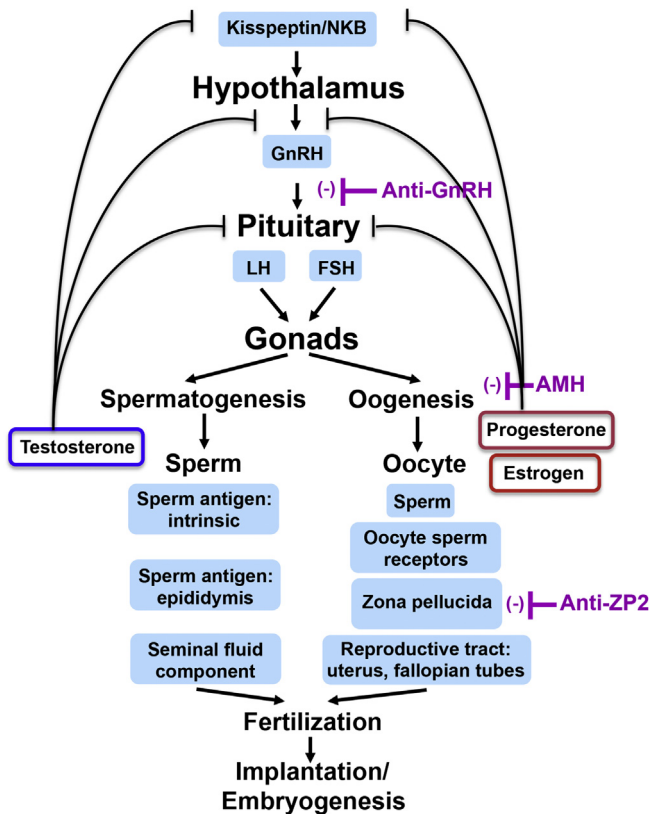 Kisspeptin/NKB
Hypothalamus
GnRH
(-) Anti-GnRH
Pituitary
LH FSH
Gonads
Spermatogenesis
Oogenesis
(-) AMH
Testosterone
Progesterone
Estrogen
Sperm
Oocyte
Sperm antigen:
intrinsic
Sperm
Oocyte sperm
receptors
Sperm antigen:
epididymis
Zona pellucida
(-) Anti-ZP2
Seminal fluid
component
Reproductive tract:
uterus, fallopian tubes
Fertilization
Implantation/
Embryogenesis